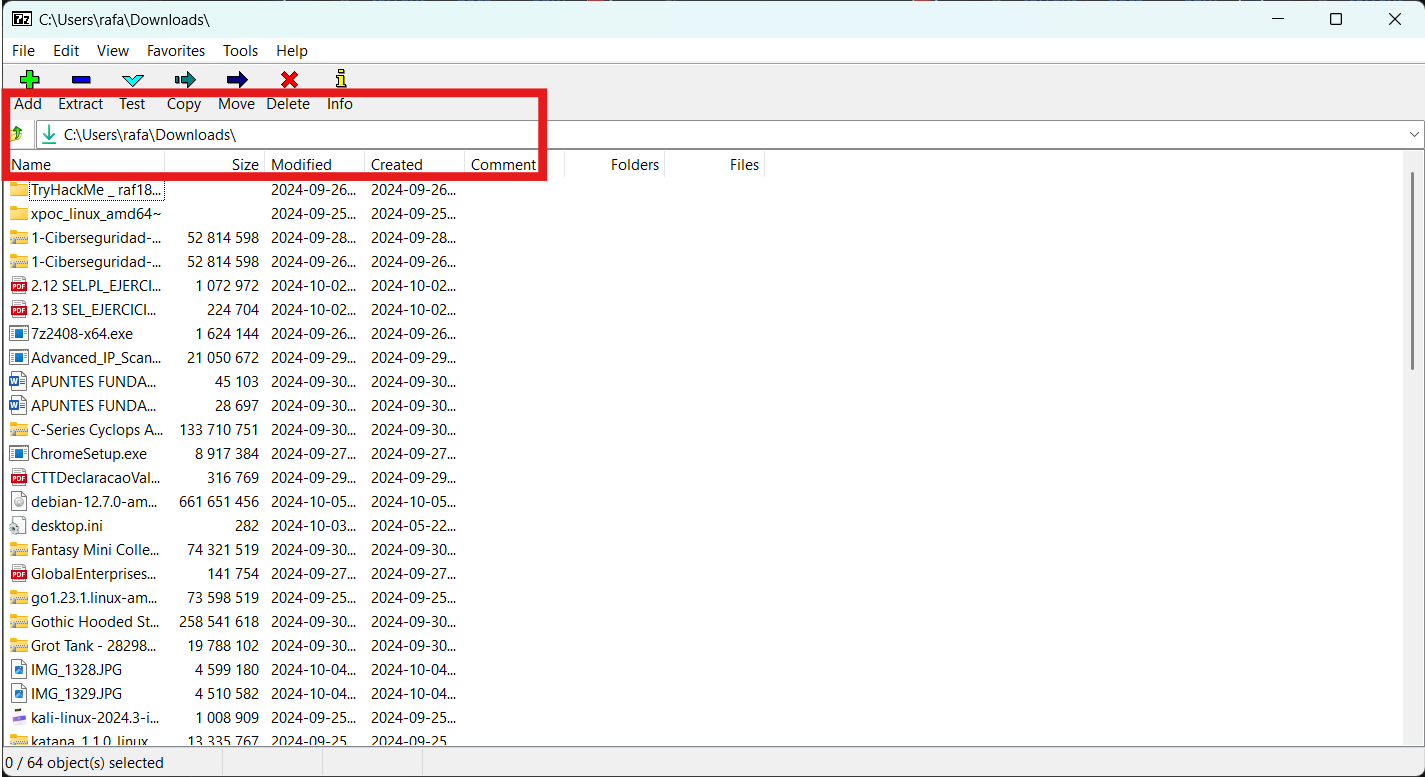 7z C:\Users\rafa\Downloads\
File Edit View Favorites Tools Help
Add Extract Test Copy Move Delete Info
C:\Users\rafa\Downloads\
Name Size Modified Created Comment Folders Files
TryHackMe _ raf18... 2024-09-26... 2024-09-26...
xpoc_linux_amd64~ 2024-09-25... 2024-09-25...
1-Ciberseguridad-... 52 814 598 2024-09-28... 2024-09-28...
1-Ciberseguridad-... 52 814 598 2024-09-26... 2024-09-26...
PDF 2.12 SEL.PL_EJERCI... 1 072 972 2024-10-02... 2024-10-02...
PDF 2.13 SEL_EJERCICI... 224 704 2024-10-02... 2024-10-02...
7z2408-x64.exe 1 624 144 2024-09-26... 2024-09-26...
Advanced_IP_Scan... 21 050 672 2024-09-29... 2024-09-29...
W APUNTES FUNDA... 45 103 2024-09-30... 2024-09-30...
W APUNTES FUNDA... 28 697 2024-09-30... 2024-09-30...
C-Series Cyclops A... 133 710 751 2024-09-30... 2024-09-30...
ChromeSetup.exe 8 917 384 2024-09-27... 2024-09-27...
PDF CTTDeclaracaoVal... 316 769 2024-09-29... 2024-09-29...
debian-12.7.0-am... 661 651 456 2024-10-05... 2024-10-05...
desktop.ini 282 2024-10-03... 2024-05-22...
Fantasy Mini Colle... 74 321 519 2024-09-30... 2024-09-30...
PDF GlobalEnterprises... 141 754 2024-09-27... 2024-09-27...
go1.23.1.linux-am... 73 598 519 2024-09-25... 2024-09-25...
Gothic Hooded St... 258 541 618 2024-09-30... 2024-09-30...
Grot Tank - 28298... 19 788 102 2024-09-30... 2024-09-30...
IMG_1328.JPG 4 599 180 2024-10-04... 2024-10-04...
IMG_1329.JPG 4 510 582 2024-10-04... 2024-10-04...
kali-linux-2024.3-i... 1 008 909 2024-09-25... 2024-09-25...
katana_1.1.0_linux 13 335 767 2024-09-25 2024-09-25
0 / 64 object(s) selected